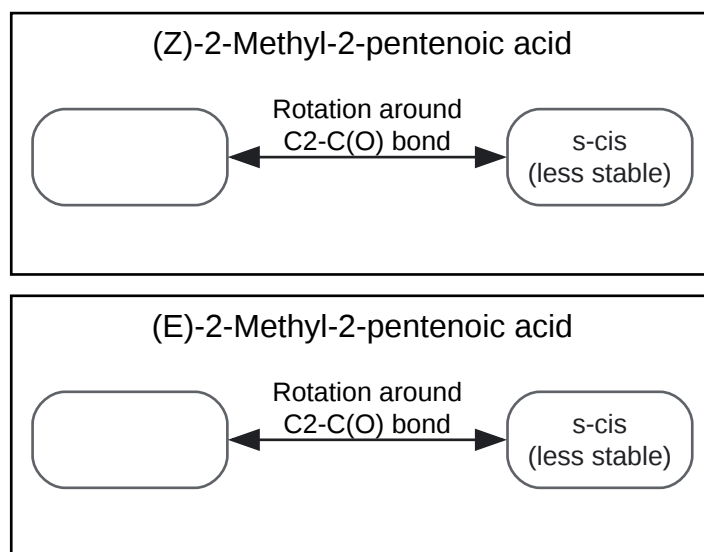 (Z)-2-Methyl-2-pentenoic acid
Rotation around
C2-C(O) bond
s-cis
(less stable)
(E)-2-Methyl-2-pentenoic acid
Rotation around
C2-C(O) bond
s-cis
(less stable)